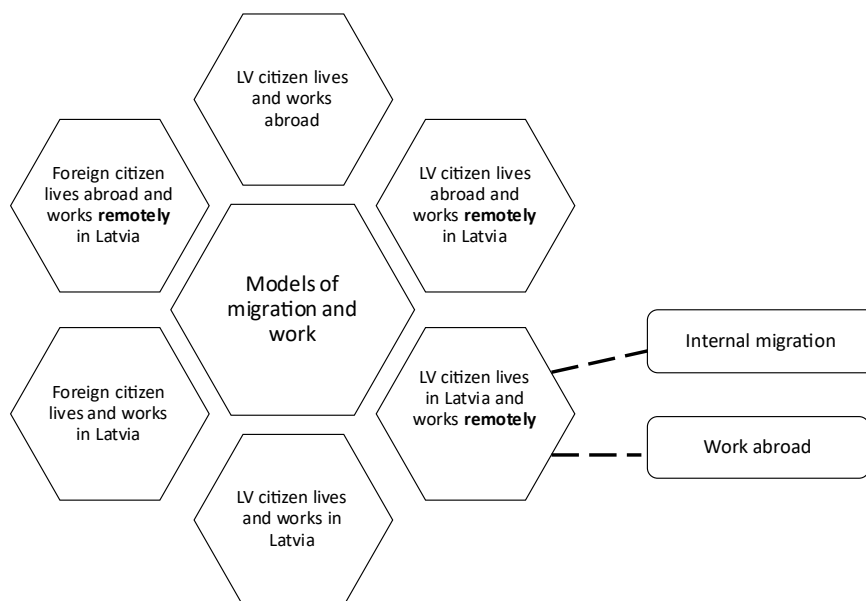 LV citizen lives
and works
abroad
Foreign citizen
lives abroad and
works remotely
in Latvia
LV citizen lives
abroad and
works remotely
in Latvia
Models of
migration and
work
Foreign citizen
lives and works
in Latvia
LV citizen lives
in Latvia and
works remotely
Internal migration
Work abroad
LV citizen lives
and works in
Latvia